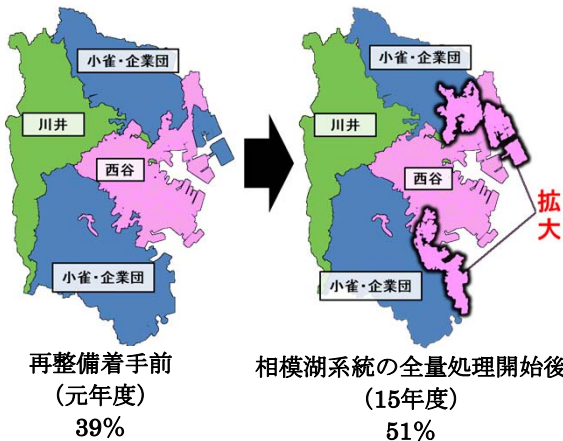 小雀・企業団
川井
西谷
小雀・企業団
再整備着手前
（元年度）
39％
小雀・企業団
川井
西谷
拡大
小雀・企業団
相模湖系統の全量処理開始後
（15年度）
51％